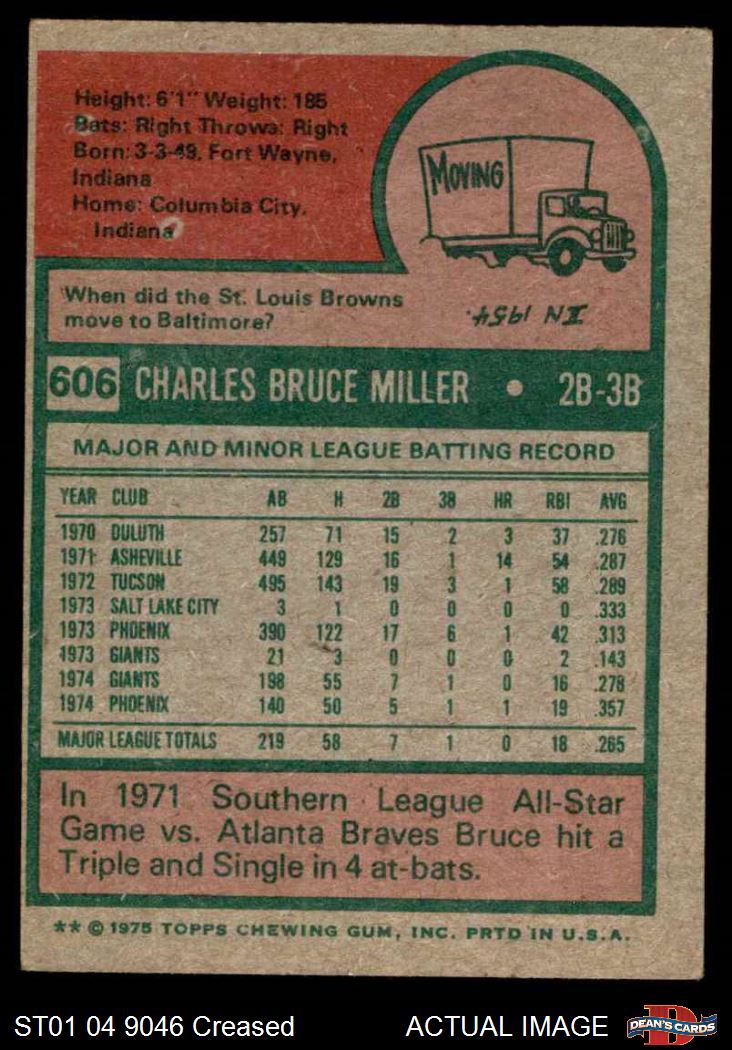 Height: 6'1" Weight: 185
Bats: Right Throws: Right
Born: 3-3-49, Fort Wayne,
Indiana
Home: Columbia City,
Indiana
MOVING
When did the St. Louis Browns
move to Baltimore?
IN 1954.
606 CHARLES BRUCE MILLER • 2B-3B
MAJOR AND MINOR LEAGUE BATTING RECORD
YEAR CLUB AB H 2B 3B HR RBI AVG
1970 DULUTH 257 71 15 2 3 37 .276
1971 ASHEVILLE 449 129 16 1 14 54 .287
1972 TUCSON 495 143 19 3 1 58 .289
1973 SALT LAKE CITY 3 1 0 0 0 0 .333
1973 PHOENIX 390 122 17 6 1 42 .313
1973 GIANTS 21 3 0 0 0 2 .143
1974 GIANTS 198 55 7 1 0 16 .278
1974 PHOENIX 140 50 5 1 1 19 .357
MAJOR LEAGUE TOTALS 219 58 7 1 0 18 .265
In 1971 Southern League All-Star
Game vs. Atlanta Braves Bruce hit a
Triple and Single in 4 at-bats.
** © 1975 TOPPS CHEWING GUM, INC. PRTD IN U.S.A.
ST01 04 9046 Creased ACTUAL IMAGE
DEAN'S CARDS